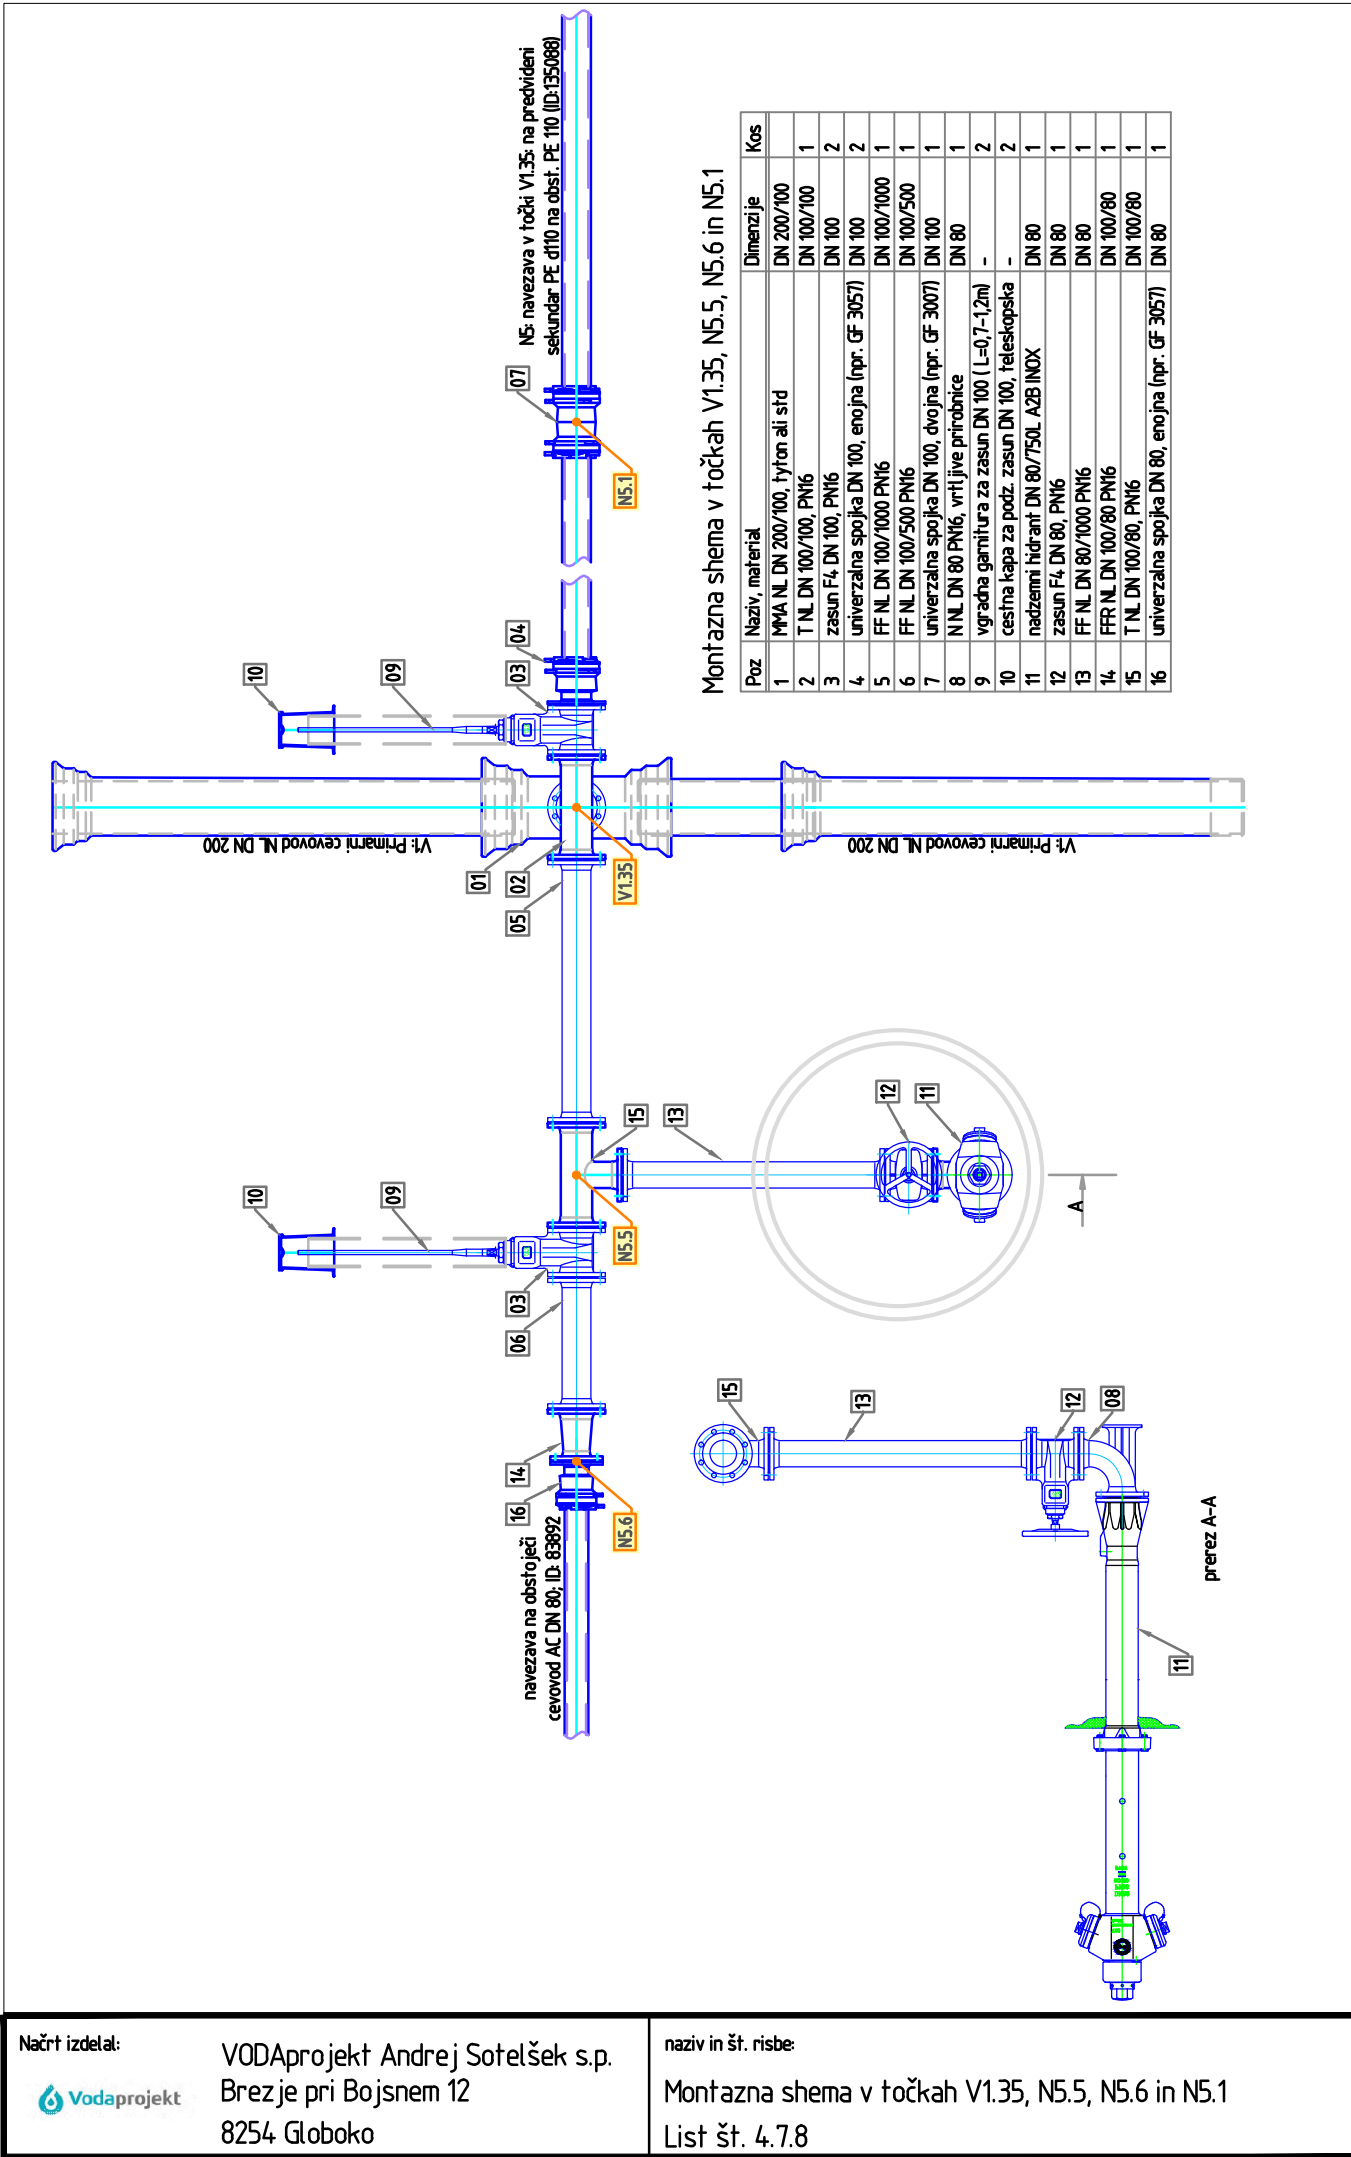 N5: navezava v točki V1.35: na predvideni
sekundar PE d110 na obst. PE 110 (ID:135088)
07
N5.1
04
03
10
09
V1: Primarni cevovod NL DN 200
V1: Primarni cevovod NL DN 200
01
02
05
V1.35
15
13
12
11
A
10
09
N5.5
03
06
14
16
N5.6
navezava na obstoječi
cevovod AC DN 80; ID: 83892
15
13
12
08
11
prerez A-A
Montazna shema v točkah V1.35, N5.5, N5.6 in N5.1
Poz Naziv, material Dimenzije Kos
1 MMA NL DN 200/100, tyton ali std DN 200/100
2 T NL DN 100/100, PN16 DN 100/100 1
3 zasun F4 DN 100, PN16 DN 100 2
4 univerzalna spojka DN 100, enojna (npr. GF 3057) DN 100 2
5 FF NL DN 100/1000 PN16 DN 100/1000 1
6 FF NL DN 100/500 PN16 DN 100/500 1
7 univerzalna spojka DN 100, dvojna (npr. GF 3007) DN 100 1
8 N NL DN 80 PN16, vrtljive prirobnice DN 80 1
9 vgradna garnitura za zasun DN 100 ( L=0,7-1,2m) - 2
10 cestna kapa za podz. zasun DN 100, teleskopska - 2
11 nadzemni hidrant DN 80/750L A2B INOX DN 80 1
12 zasun F4 DN 80, PN16 DN 80 1
13 FF NL DN 80/1000 PN16 DN 80 1
14 FFR NL DN 100/80 PN16 DN 100/80 1
15 T NL DN 100/80, PN16 DN 100/80 1
16 univerzalna spojka DN 80, enojna (npr. GF 3057) DN 80 1
Načrt izdelal:
Vodaprojekt
VODAprojekt Andrej Sotelšek s.p.
Brezje pri Bojsnem 12
8254 Globoko
naziv in št. risbe:
Montazna shema v točkah V1.35, N5.5, N5.6 in N5.1
List št. 4.7.8